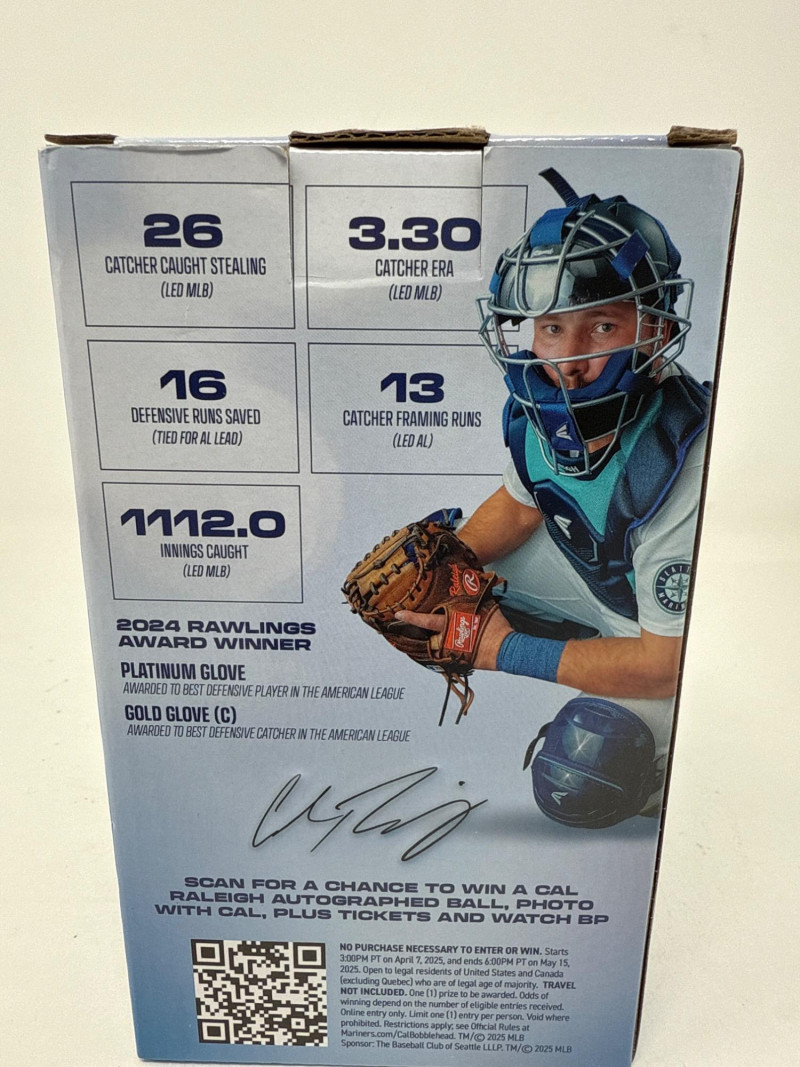 26
CATCHER CAUGHT STEALING
(LED MLB)
3.30
CATCHER ERA
(LED MLB)
16
DEFENSIVE RUNS SAVED
(TIED FOR AL LEAD)
13
CATCHER FRAMING RUNS
(LED AL)
1112.0
INNINGS CAUGHT
(LED MLB)
2024 RAWLINGS
AWARD WINNER
PLATINUM GLOVE
AWARDED TO BEST DEFENSIVE PLAYER IN THE AMERICAN LEAGUE
GOLD GLOVE (C)
AWARDED TO BEST DEFENSIVE CATCHER IN THE AMERICAN LEAGUE
Raleigh
R
Rawlings
SCAN FOR A CHANCE TO WIN A CAL
RALEIGH AUTOGRAPHED BALL, PHOTO
WITH CAL, PLUS TICKETS AND WATCH BP
NO PURCHASE NECESSARY TO ENTER OR WIN. Starts
3:00PM PT on April 7, 2025, and ends 6:00PM PT on May 15,
2025. Open to legal residents of United States and Canada
(excluding Quebec) who are of legal age of majority. TRAVEL
NOT INCLUDED. One (1) prize to be awarded. Odds of
winning depend on the number of eligible entries received.
Online entry only. Limit one (1) entry per person. Void where
prohibited. Restrictions apply; see Official Rules at
Mariners.com/CalBobblehead. TM/© 2025 MLB
Sponsor: The Baseball Club of Seattle LLLP. TM/© 2025 MLB